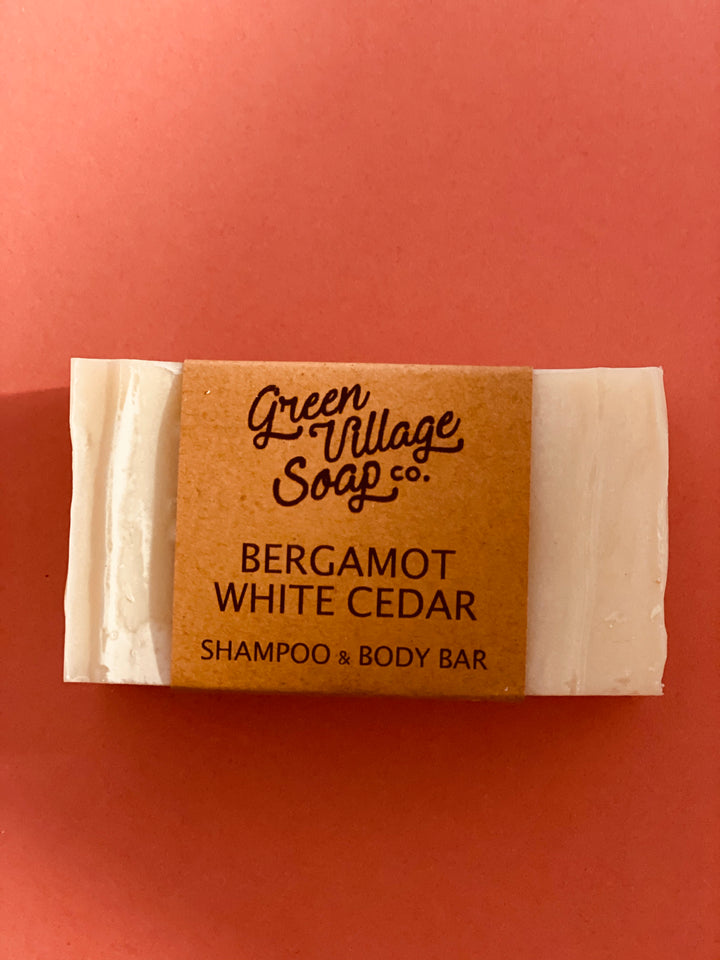 Green
Village
Soap co.
BERGAMOT
WHITE CEDAR
SHAMPOO & BODY BAR